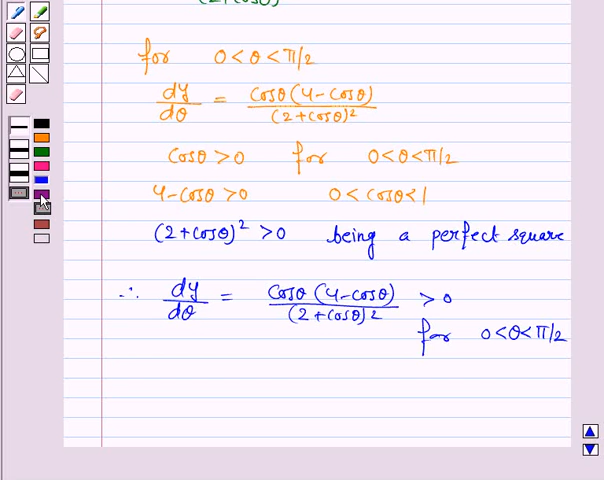 (2+cosθ)
for 0<θ<π/2
dy/dθ = cosθ(4-cosθ)/(2+cosθ)²
cosθ>0 for 0<θ<π/2
4-cosθ>0 0<cosθ<1
(2+cosθ)²>0 being a perfect square
∴ dy/dθ = cosθ(4-cosθ)/(2+cosθ)² >0
for 0<θ<π/2